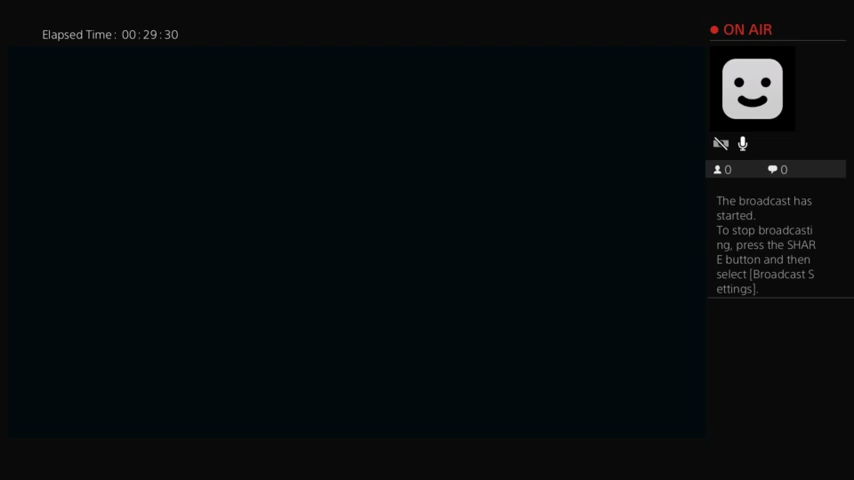 Elapsed Time : 00:29:30
ON AIR
0 0
The broadcast has
started.
To stop broadcasti
ng, press the SHAR
E button and then
select [Broadcast S
ettings].